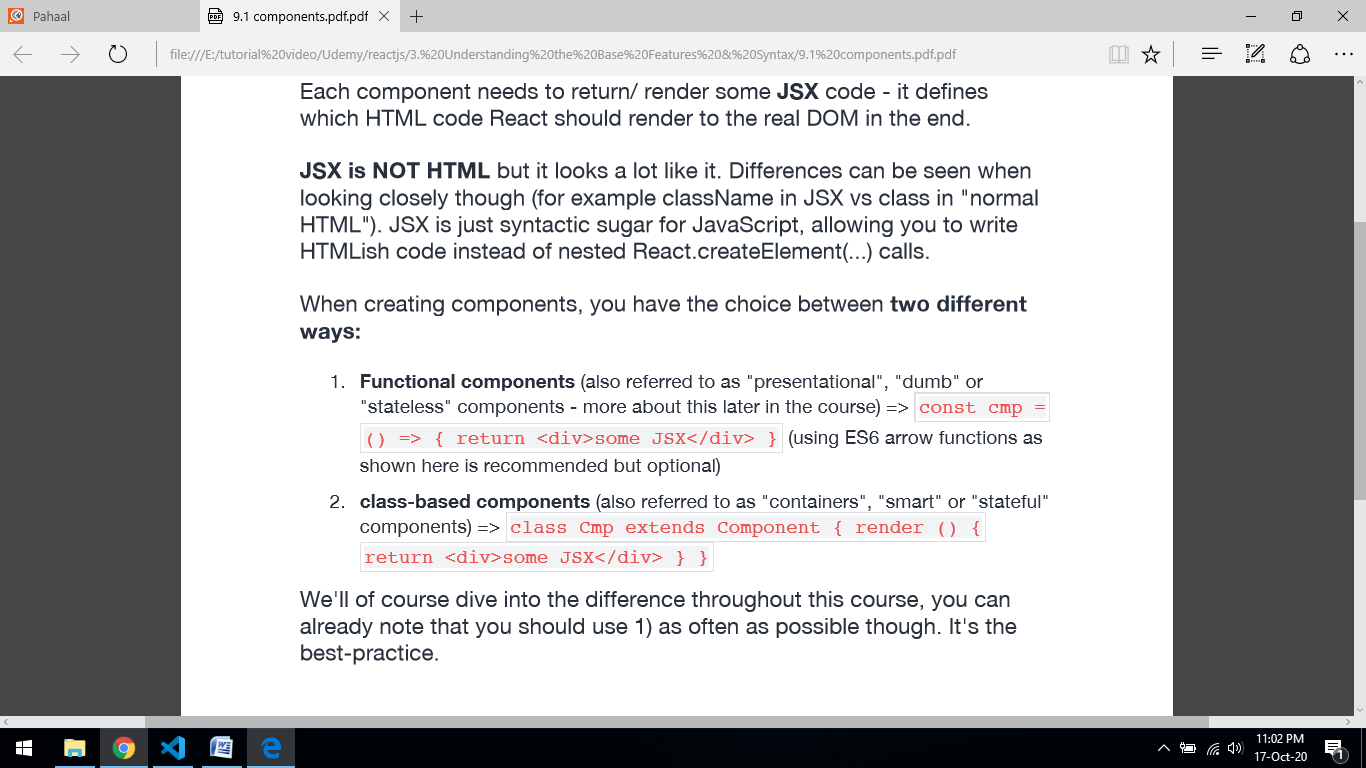 Pahaal
9.1 components.pdf.pdf
file:///E:/tutorial%20video/Udemy/reactjs/3.%20Understanding%20the%20Base%20Features%20&%20Syntax/9.1%20components.pdf.pdf
Each component needs to return/ render some JSX code - it defines
which HTML code React should render to the real DOM in the end.
JSX is NOT HTML but it looks a lot like it. Differences can be seen when
looking closely though (for example className in JSX vs class in "normal
HTML"). JSX is just syntactic sugar for JavaScript, allowing you to write
HTMLish code instead of nested React.createElement(...) calls.
When creating components, you have the choice between two different
ways:
1. Functional components (also referred to as "presentational", "dumb" or
"stateless" components - more about this later in the course) => const cmp =
() => { return <div>some JSX</div> } (using ES6 arrow functions as
shown here is recommended but optional)
2. class-based components (also referred to as "containers", "smart" or "stateful"
components) => class Cmp extends Component { render () {
return <div>some JSX</div> } }
We'll of course dive into the difference throughout this course, you can
already note that you should use 1) as often as possible though. It's the
best-practice.
11:02 PM
17-Oct-20
1